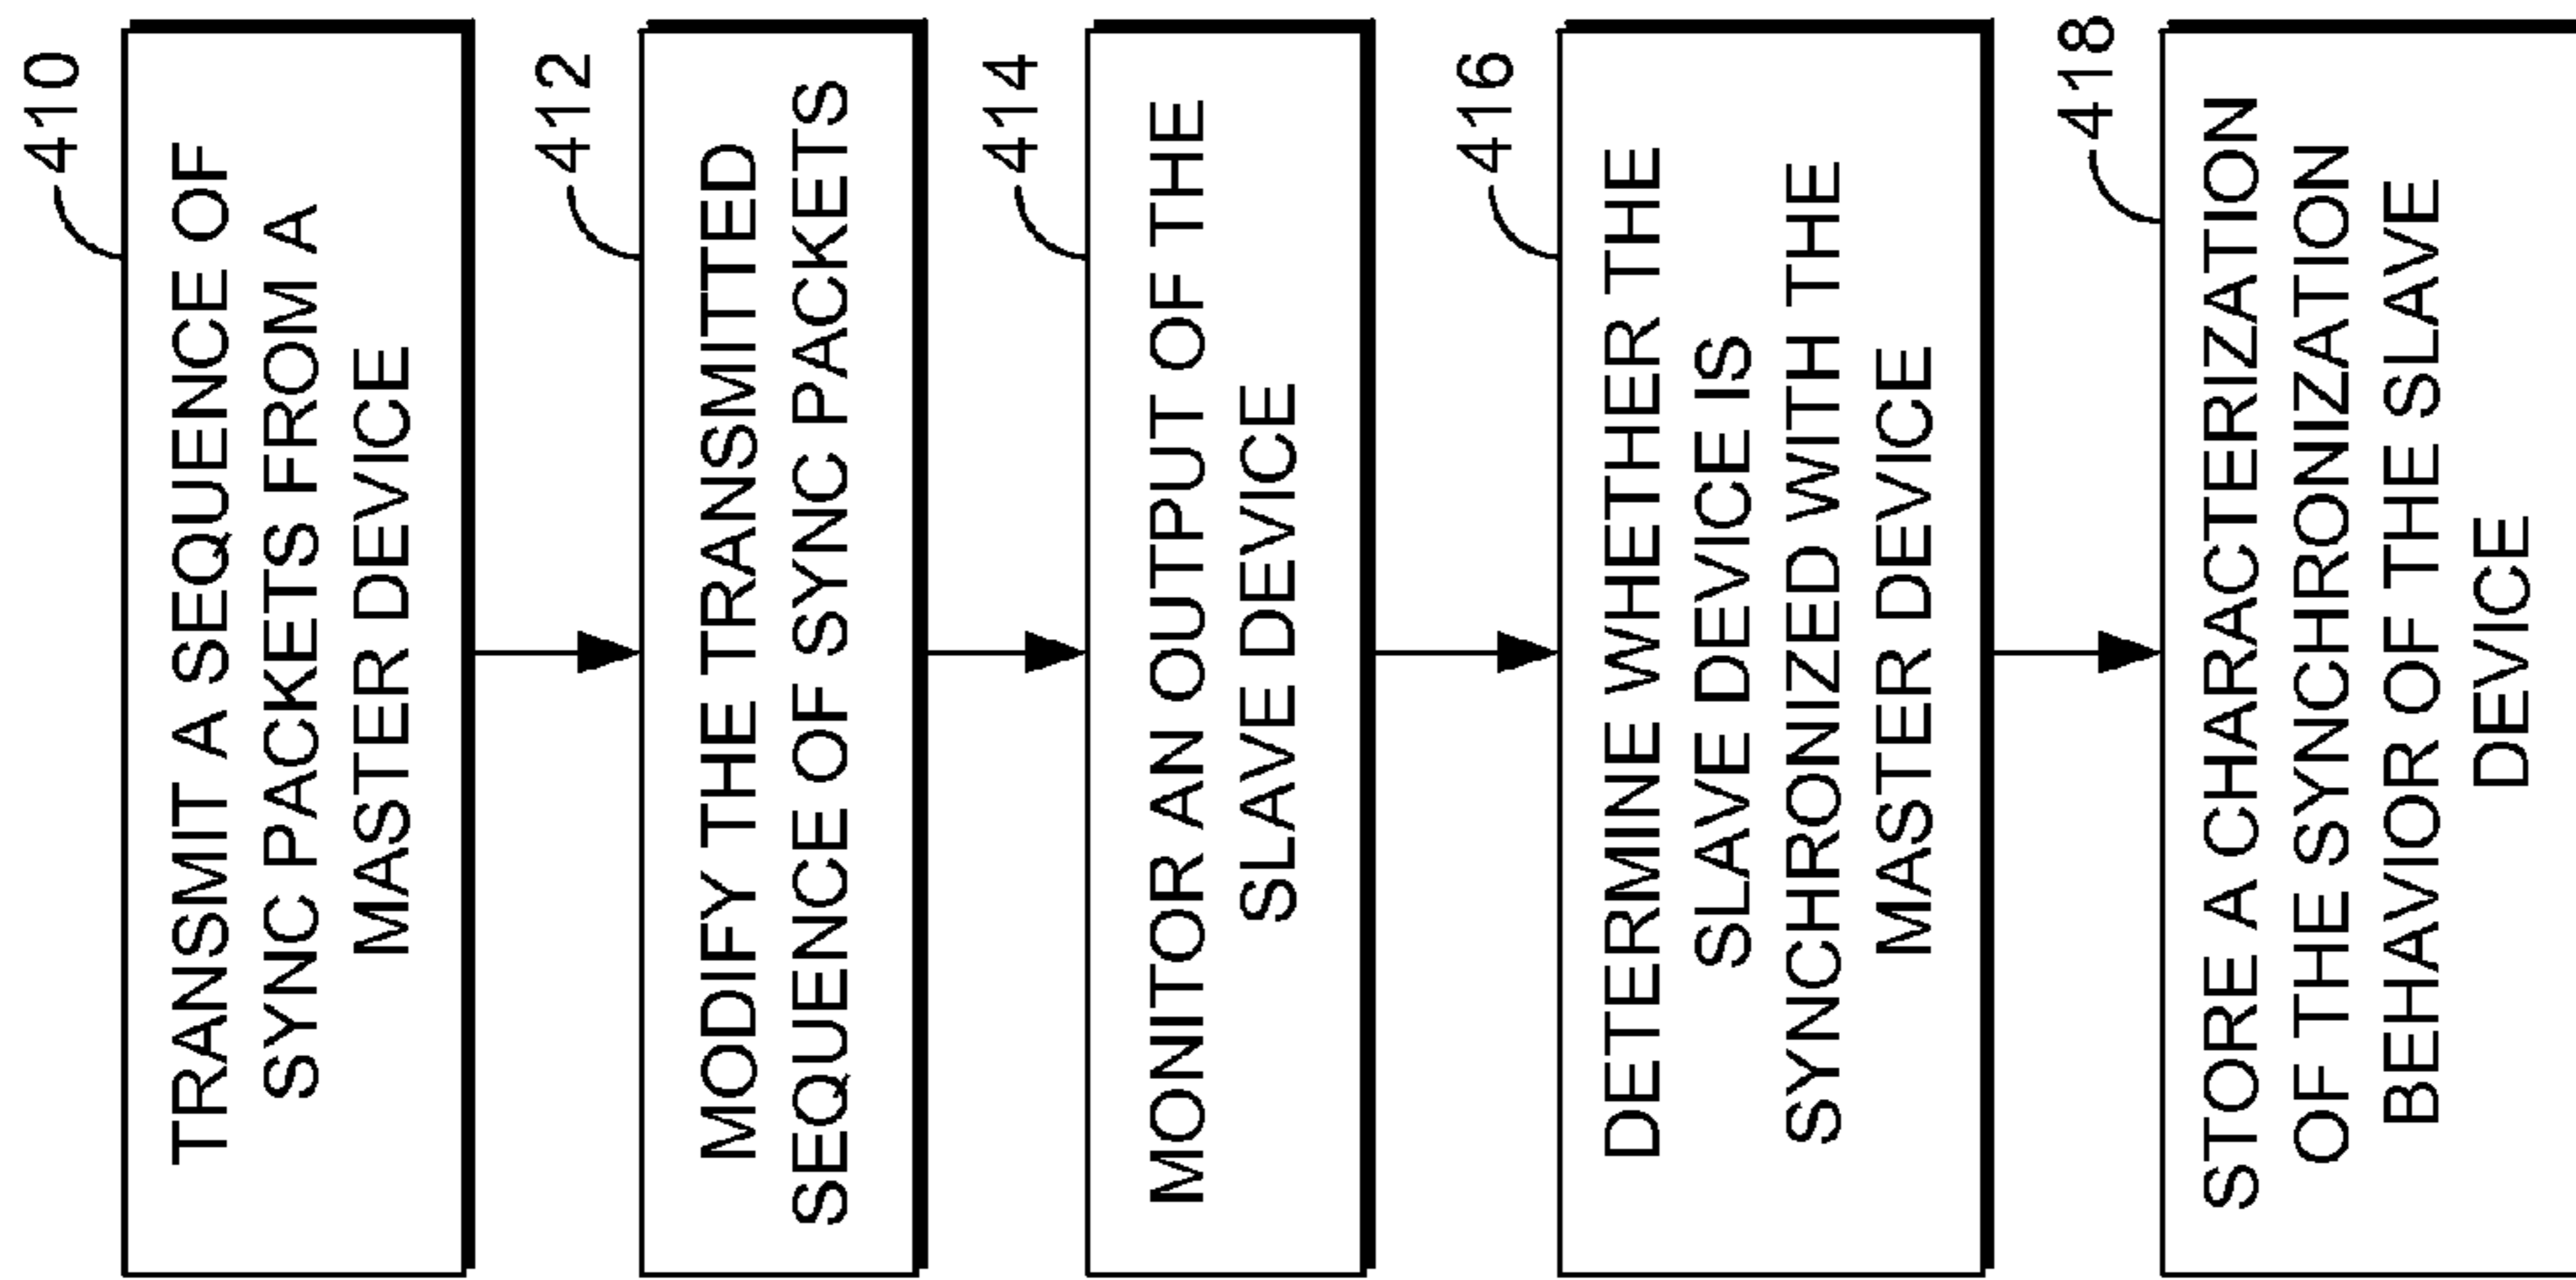 410
TRANSMIT A SEQUENCE OF
SYNC PACKETS FROM A
MASTER DEVICE
412
MODIFY THE TRANSMITTED
SEQUENCE OF SYNC PACKETS
414
MONITOR AN OUTPUT OF THE
SLAVE DEVICE
416
DETERMINE WHETHER THE
SLAVE DEVICE IS
SYNCHRONIZED WITH THE
MASTER DEVICE
418
STORE A CHARACTERIZATION
OF THE SYNCHRONIZATION
BEHAVIOR OF THE SLAVE
DEVICE